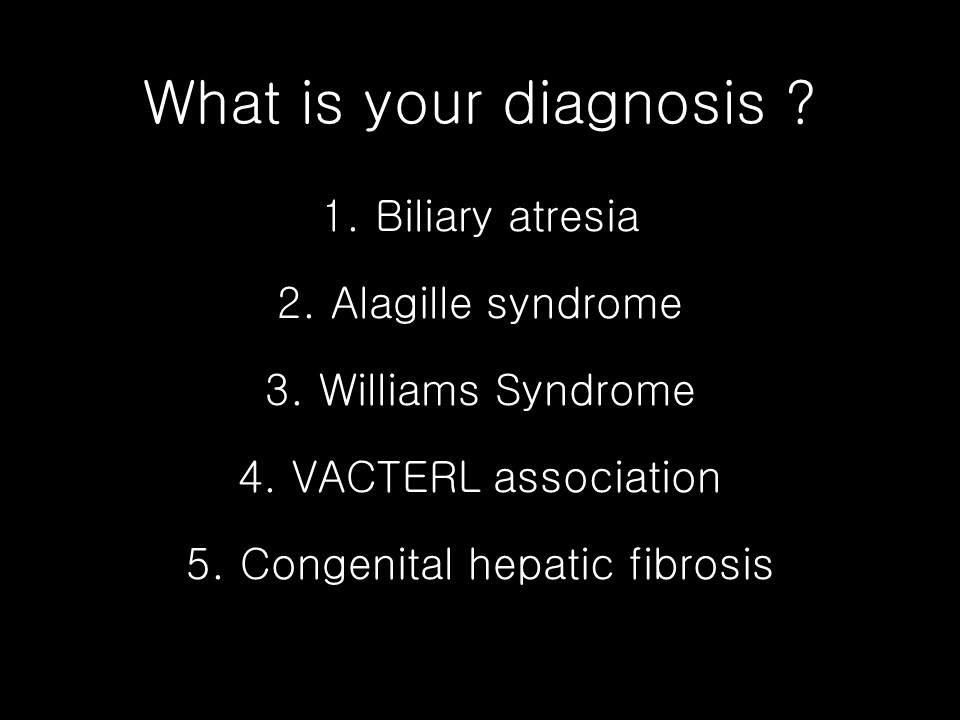 What is your diagnosis ?
1. Biliary atresia
2. Alagille syndrome
3. Williams Syndrome
4. VACTERL association
5. Congenital hepatic fibrosis